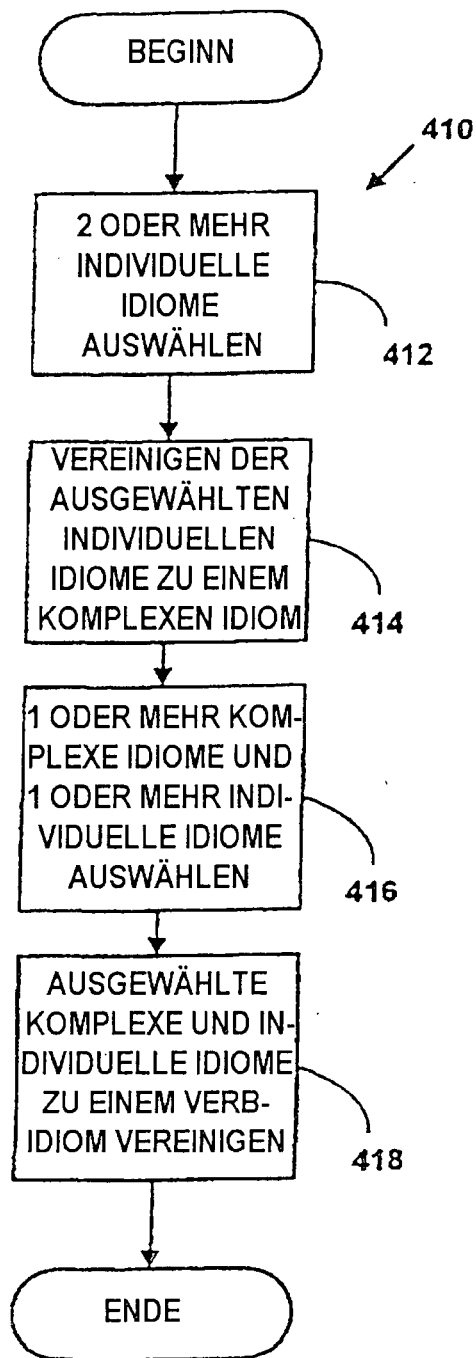 BEGINN
410
2 ODER MEHR
INDIVIDUELLE
IDIOME
AUSWÄHLEN
412
VEREINIGEN DER
AUSGEWÄHLTEN
INDIVIDUELLEN
IDIOME ZU EINEM
KOMPLEXEN IDIOM
414
1 ODER MEHR KOM-
PLEXE IDIOME UND
1 ODER MEHR INDI-
VIDUELLE IDIOME
AUSWÄHLEN
416
AUSGEWÄHLTE
KOMPLEXE UND IN-
DIVIDUELLE IDIOME
ZU EINEM VERB-
IDIOM VEREINIGEN
418
ENDE